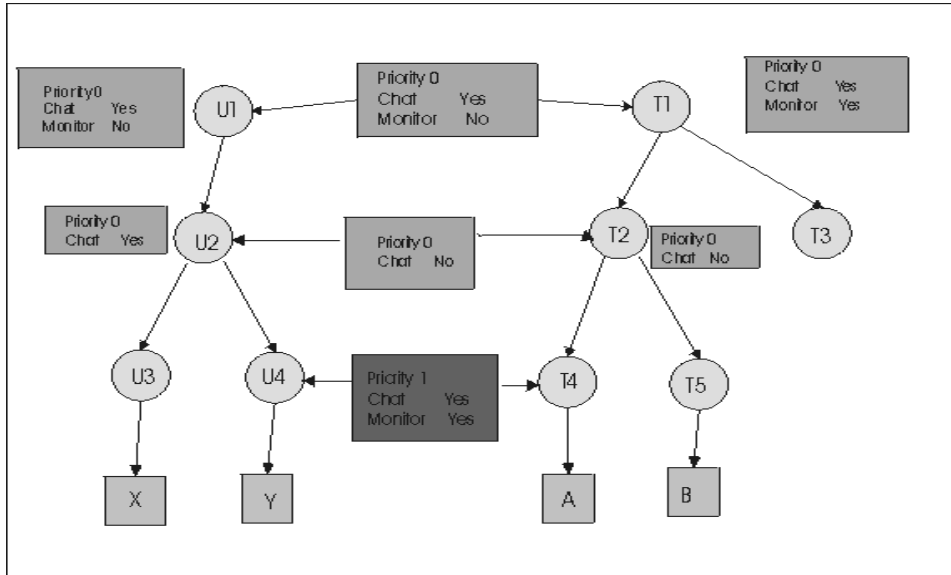 Priority 0
Chat Yes
Monitor No
U1
Priority 0
Chat Yes
Monitor No
T1
Priority 0
Chat Yes
Monitor Yes
Priority 0
Chat Yes
U2
Priority 0
Chat No
T2
Priority 0
Chat No
T3
U3
U4
Priority 1
Chat Yes
Monitor Yes
T4
T5
X
Y
A
B